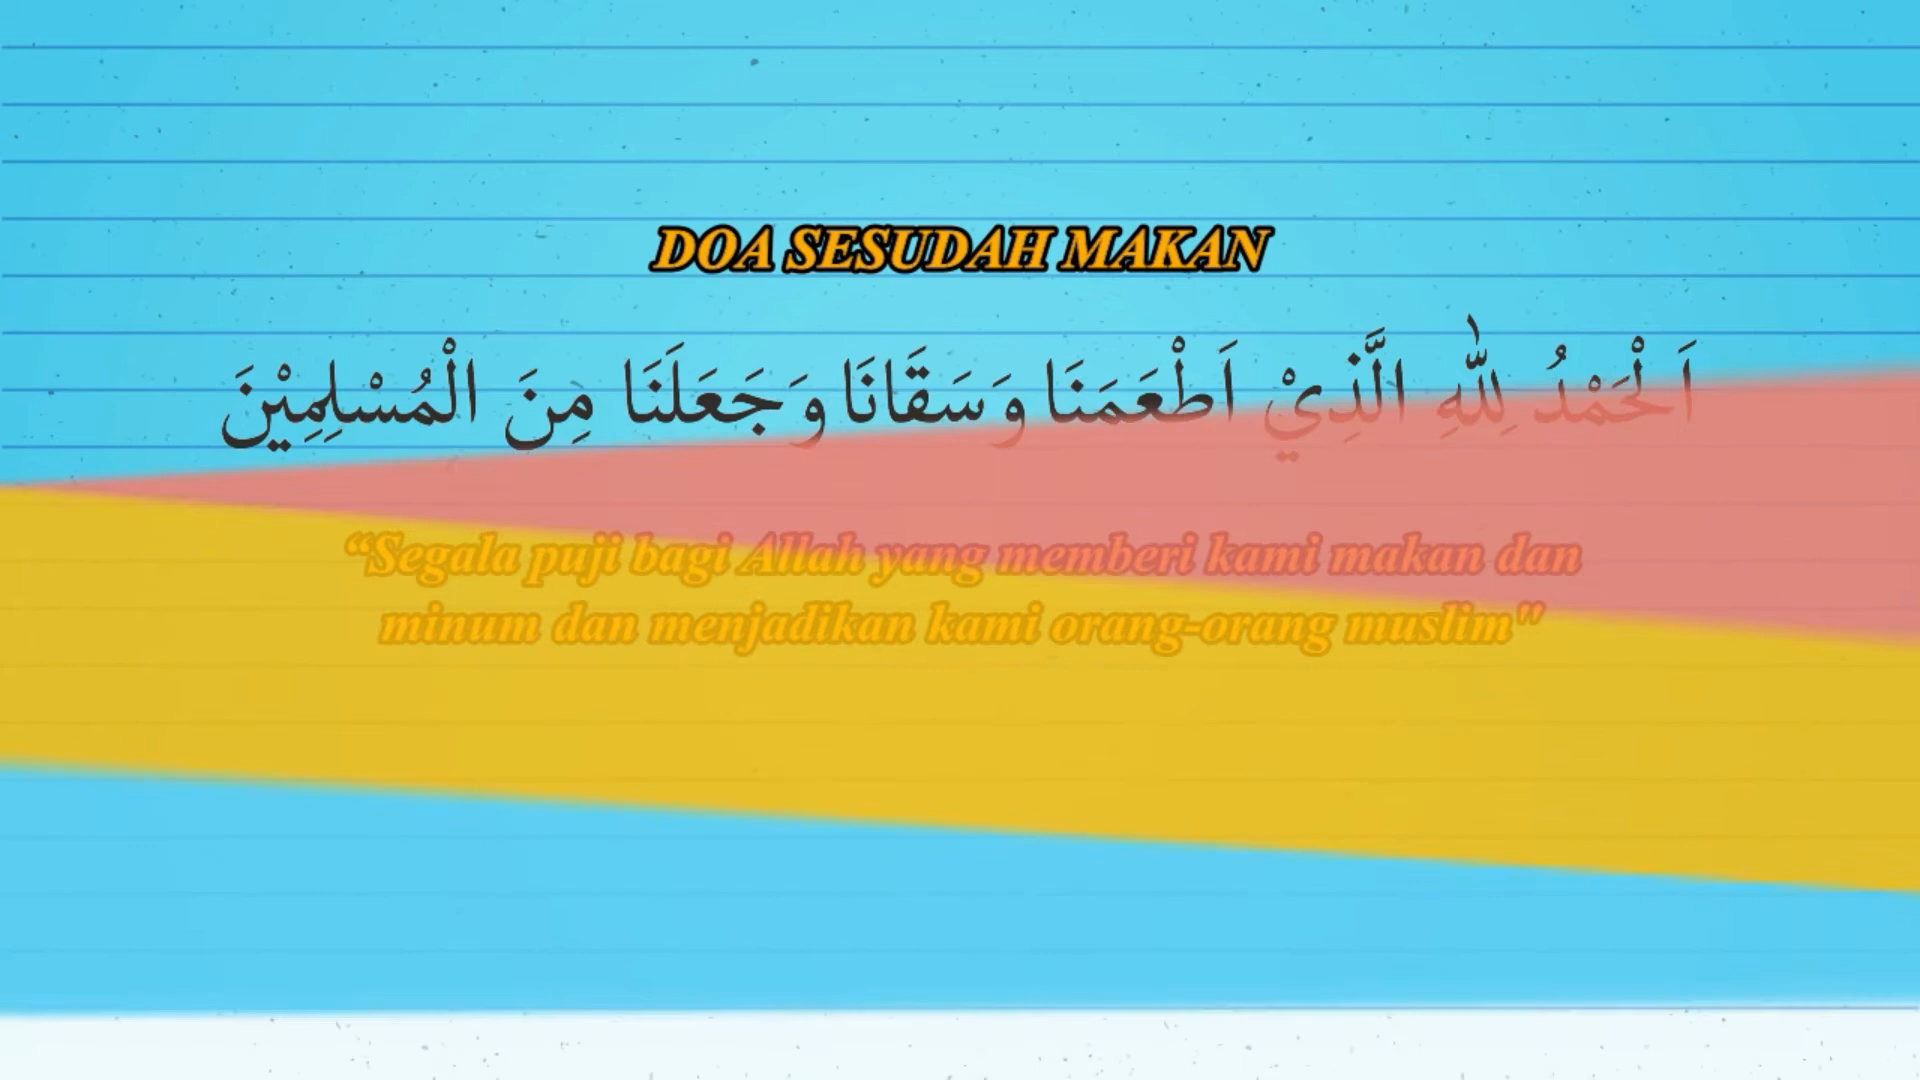 DOA SESUDAH MAKAN
اَلْحَمْدُ لِلّٰهِ الَّذِيْ اَطْعَمَنَا وَسَقَانَا وَجَعَلَنَا مِنَ الْمُسْلِمِيْنَ
“Segala puji bagi Allah yang memberi kami makan dan
minum dan menjadikan kami orang-orang muslim"